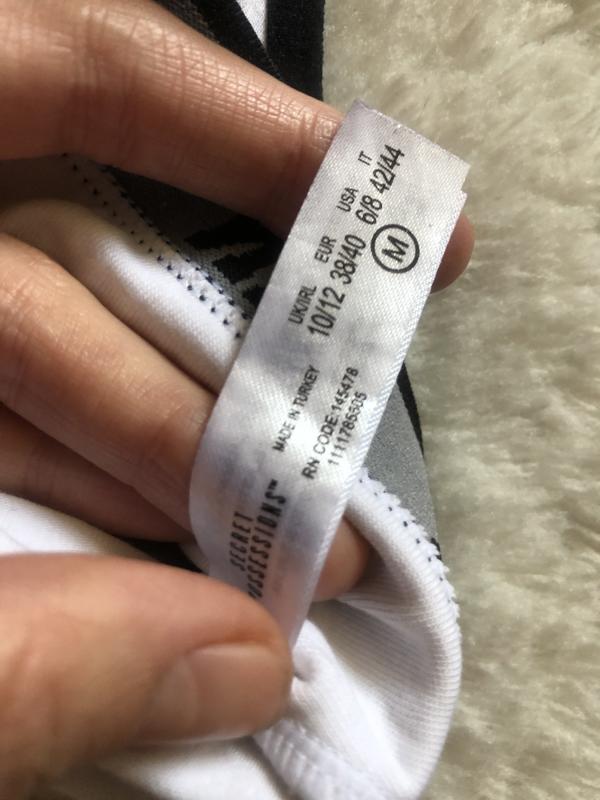 UK/IRL EUR USA IT
10/12 38/40 6/8 42/44
M
MADE IN TURKEY
RN CODE:145478
1111786605
SECRET
POSSESSIONS™